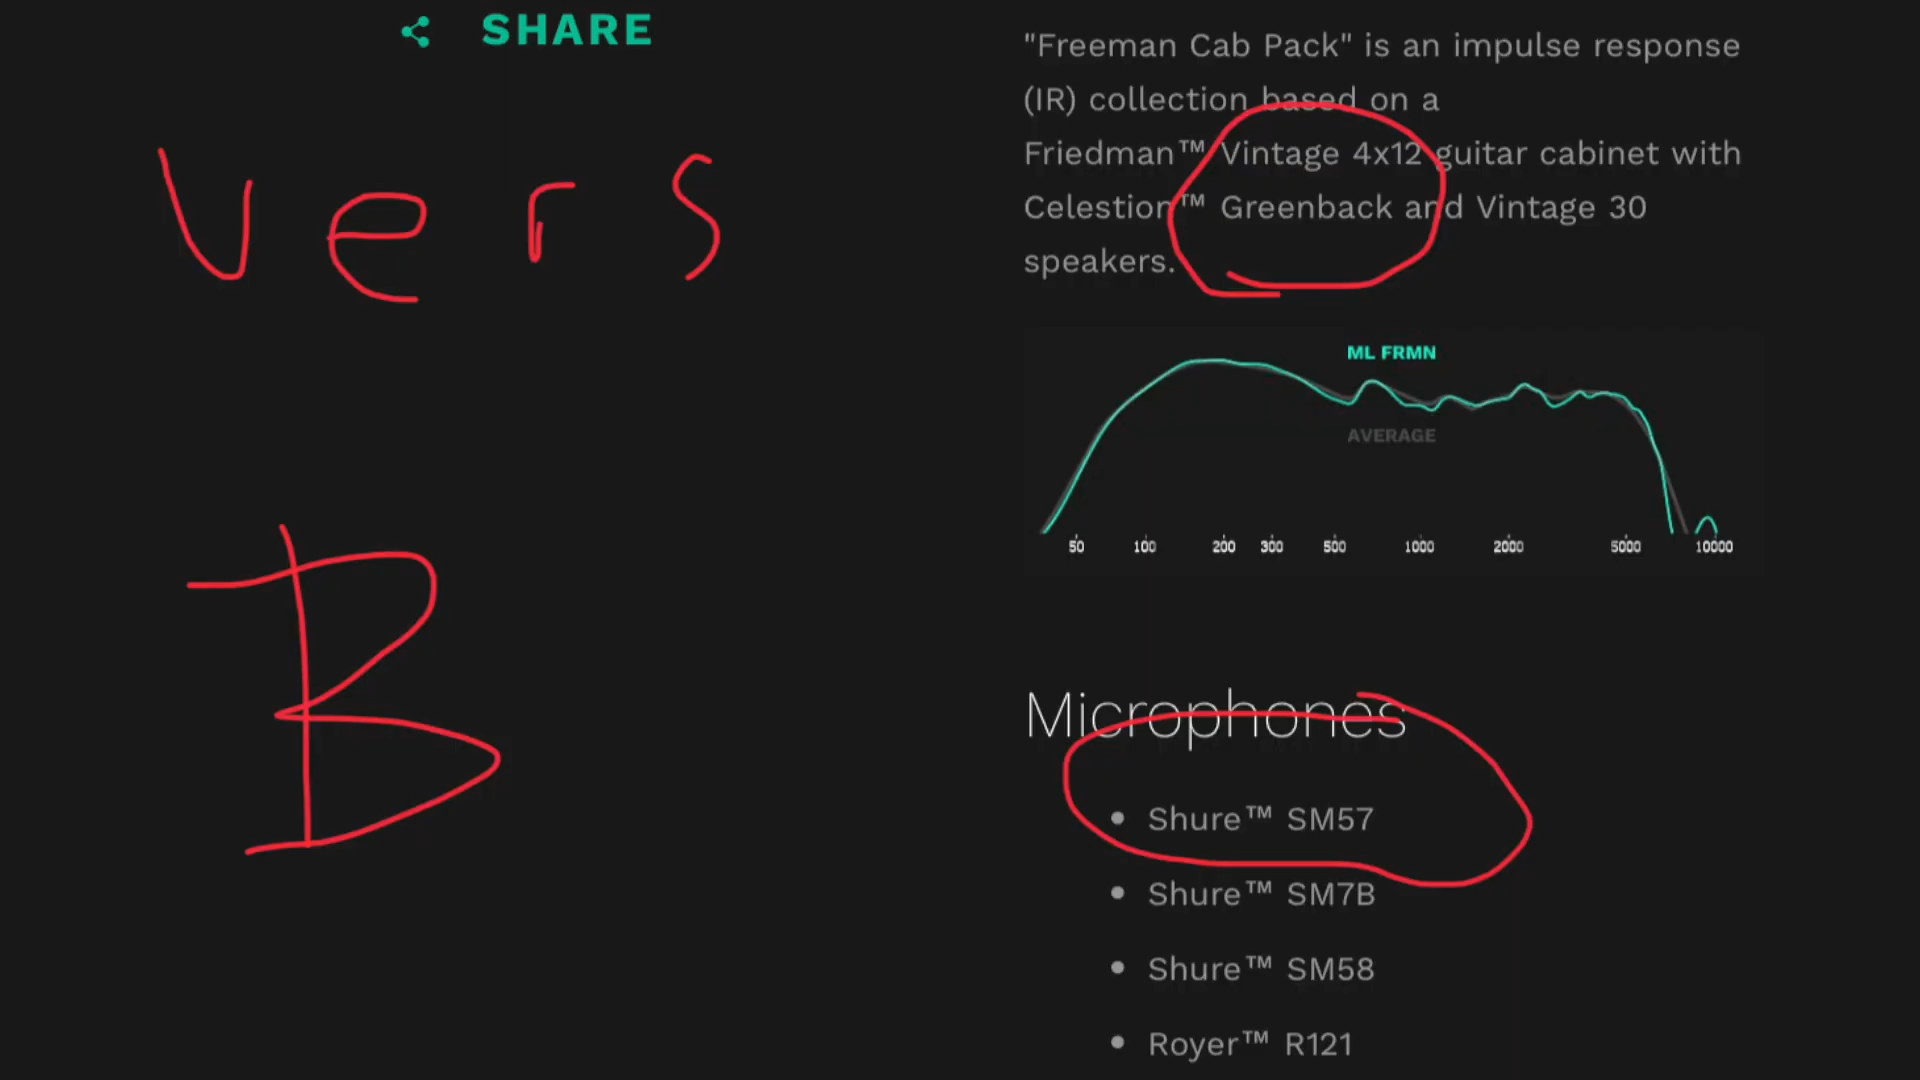 SHARE
vers
B
"Freeman Cab Pack" is an impulse response
(IR) collection based on a
Friedman™ Vintage 4x12 guitar cabinet with
Celestion™ Greenback and Vintage 30
speakers.
ML FRMN
AVERAGE
50 100 200 300 500 1000 2000 5000 10000
Microphones
• Shure™ SM57
• Shure™ SM7B
• Shure™ SM58
• Royer™ R121